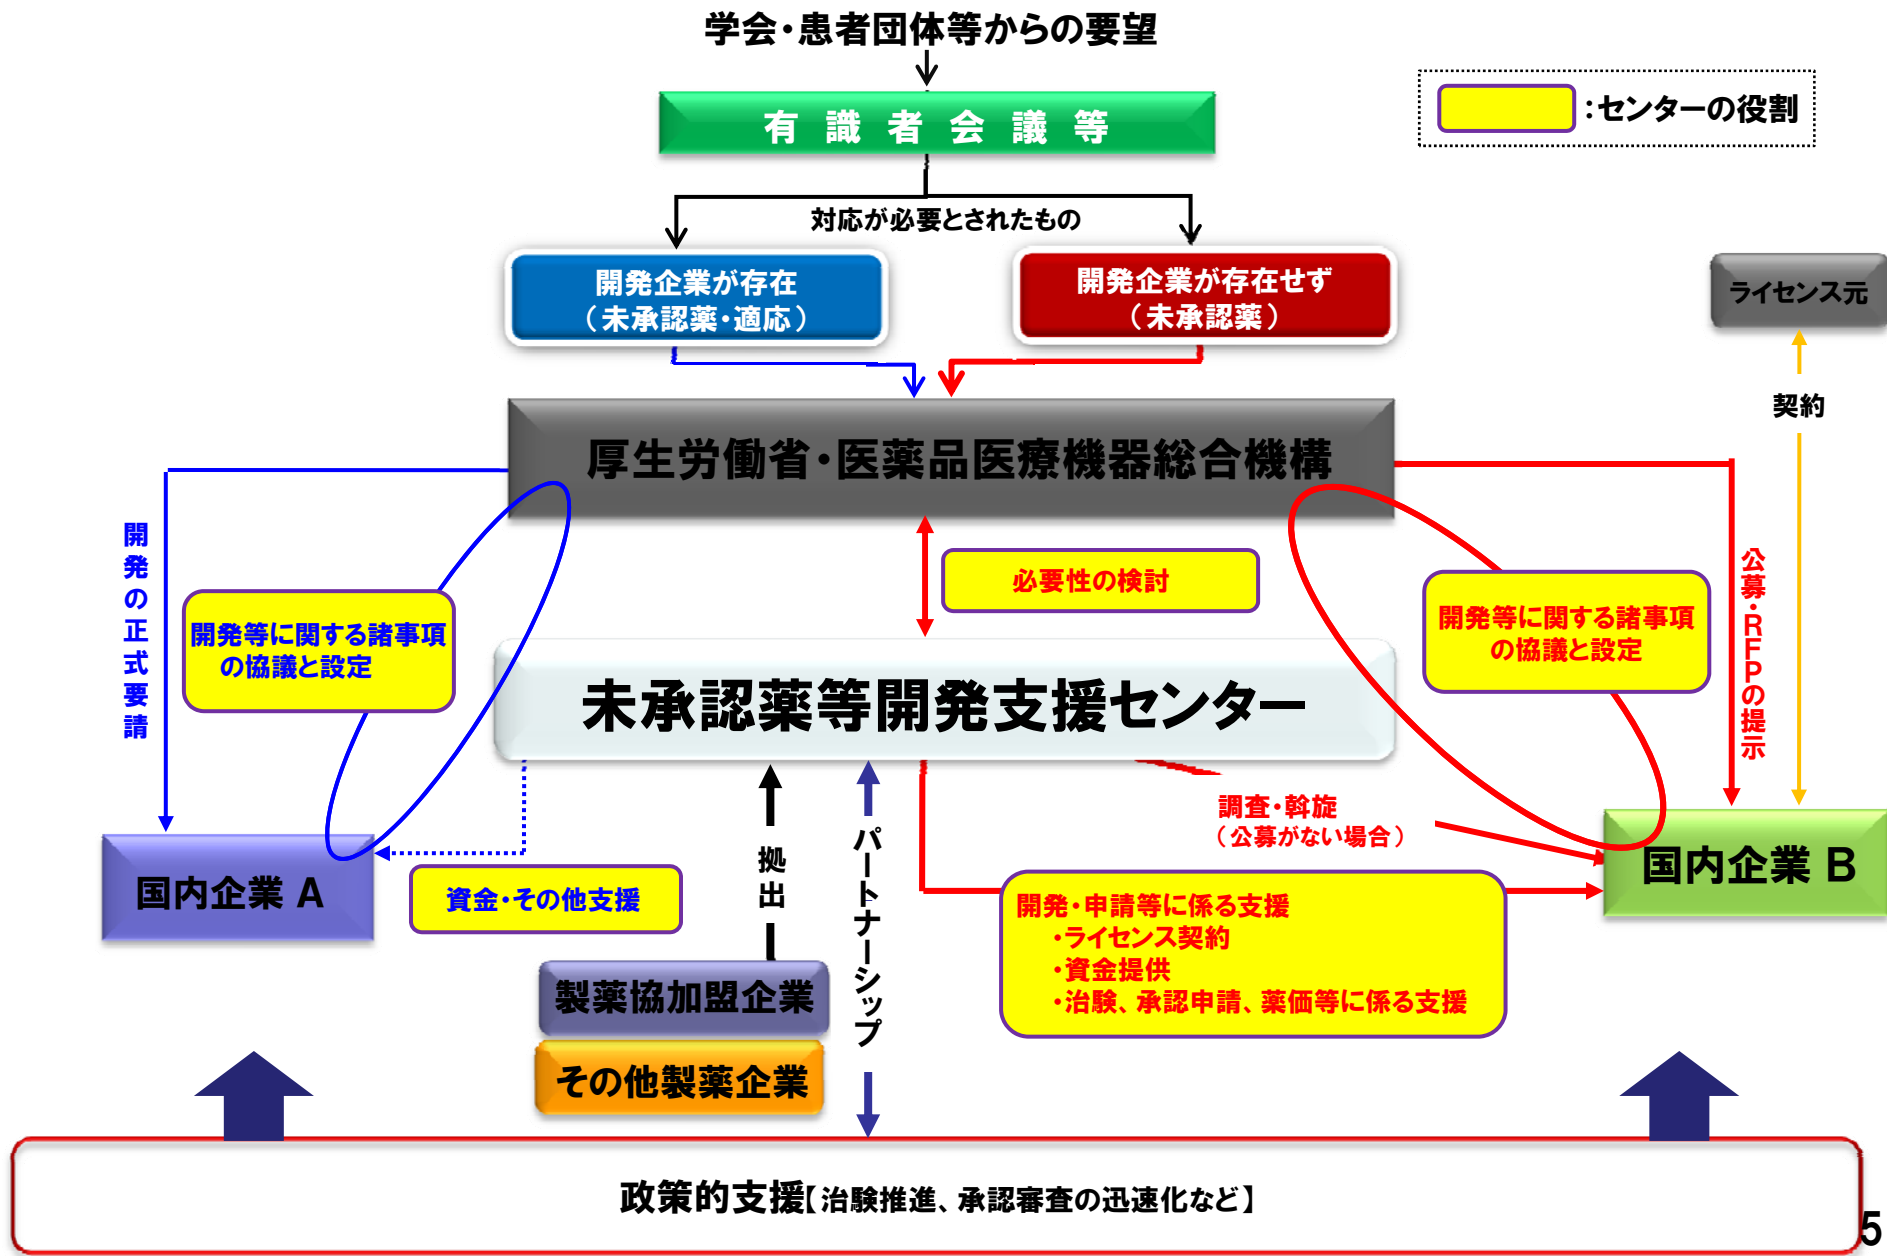 学会・患者団体等からの要望
有識者会議等
：センターの役割
対応が必要とされたもの
開発企業が存在
（未承認薬・適応）
開発企業が存在せず
（未承認薬）
ライセンス元
契約
厚生労働省・医薬品医療機器総合機構
開発の正式要請
必要性の検討
公募・RFPの提示
開発等に関する諸事項
の協議と設定
開発等に関する諸事項
の協議と設定
未承認薬等開発支援センター
調査・斡旋
（公募がない場合）
国内企業 A
国内企業 B
資金・その他支援
拠出
パートナーシップ
開発・申請等に係る支援
・ライセンス契約
・資金提供
・治験、承認申請、薬価等に係る支援
製薬協加盟企業
その他製薬企業
政策的支援【治験推進、承認審査の迅速化など】
5